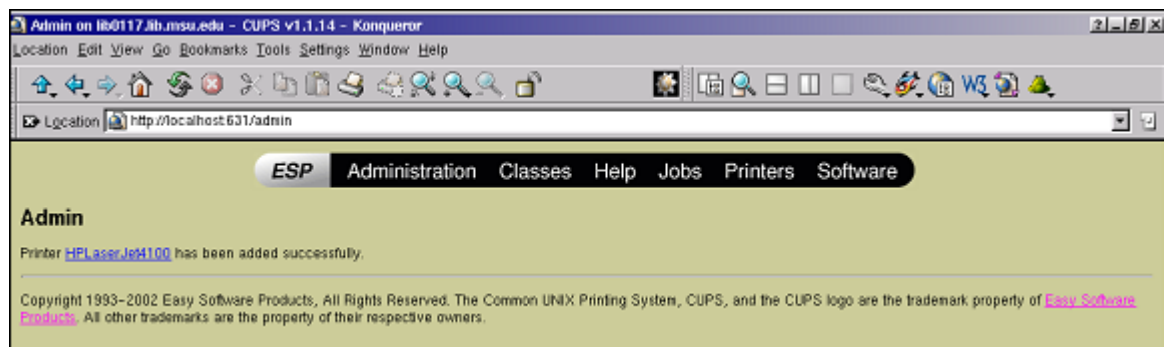 Admin on lib0117.lib.msu.edu - CUPS v1.1.14 - Konqueror
Location Edit View Go Bookmarks Tools Settings Window Help
Location http://localhost:631/admin
ESP Administration Classes Help Jobs Printers Software
Admin
Printer HPLaserJet4100 has been added successfully.
Copyright 1993-2002 Easy Software Products, All Rights Reserved. The Common UNIX Printing System, CUPS, and the CUPS logo are the trademark property of Easy Software
Products. All other trademarks are the property of their respective owners.